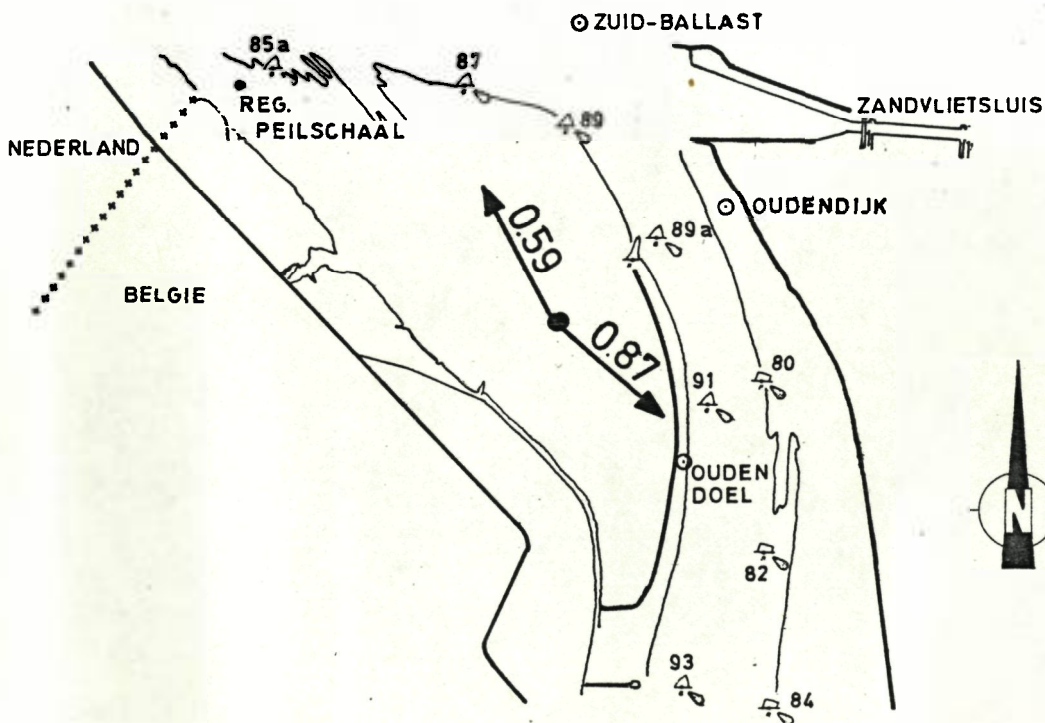 ZUID-BALLAST
85a
87
REG.
PEILSCHAAL
89
ZANDVLIETSLUIS
NEDERLAND
OUDENDIJK
0.59
89a
BELGIE
0.87
80
91
OUDEN
DOEL
N
82
93
84